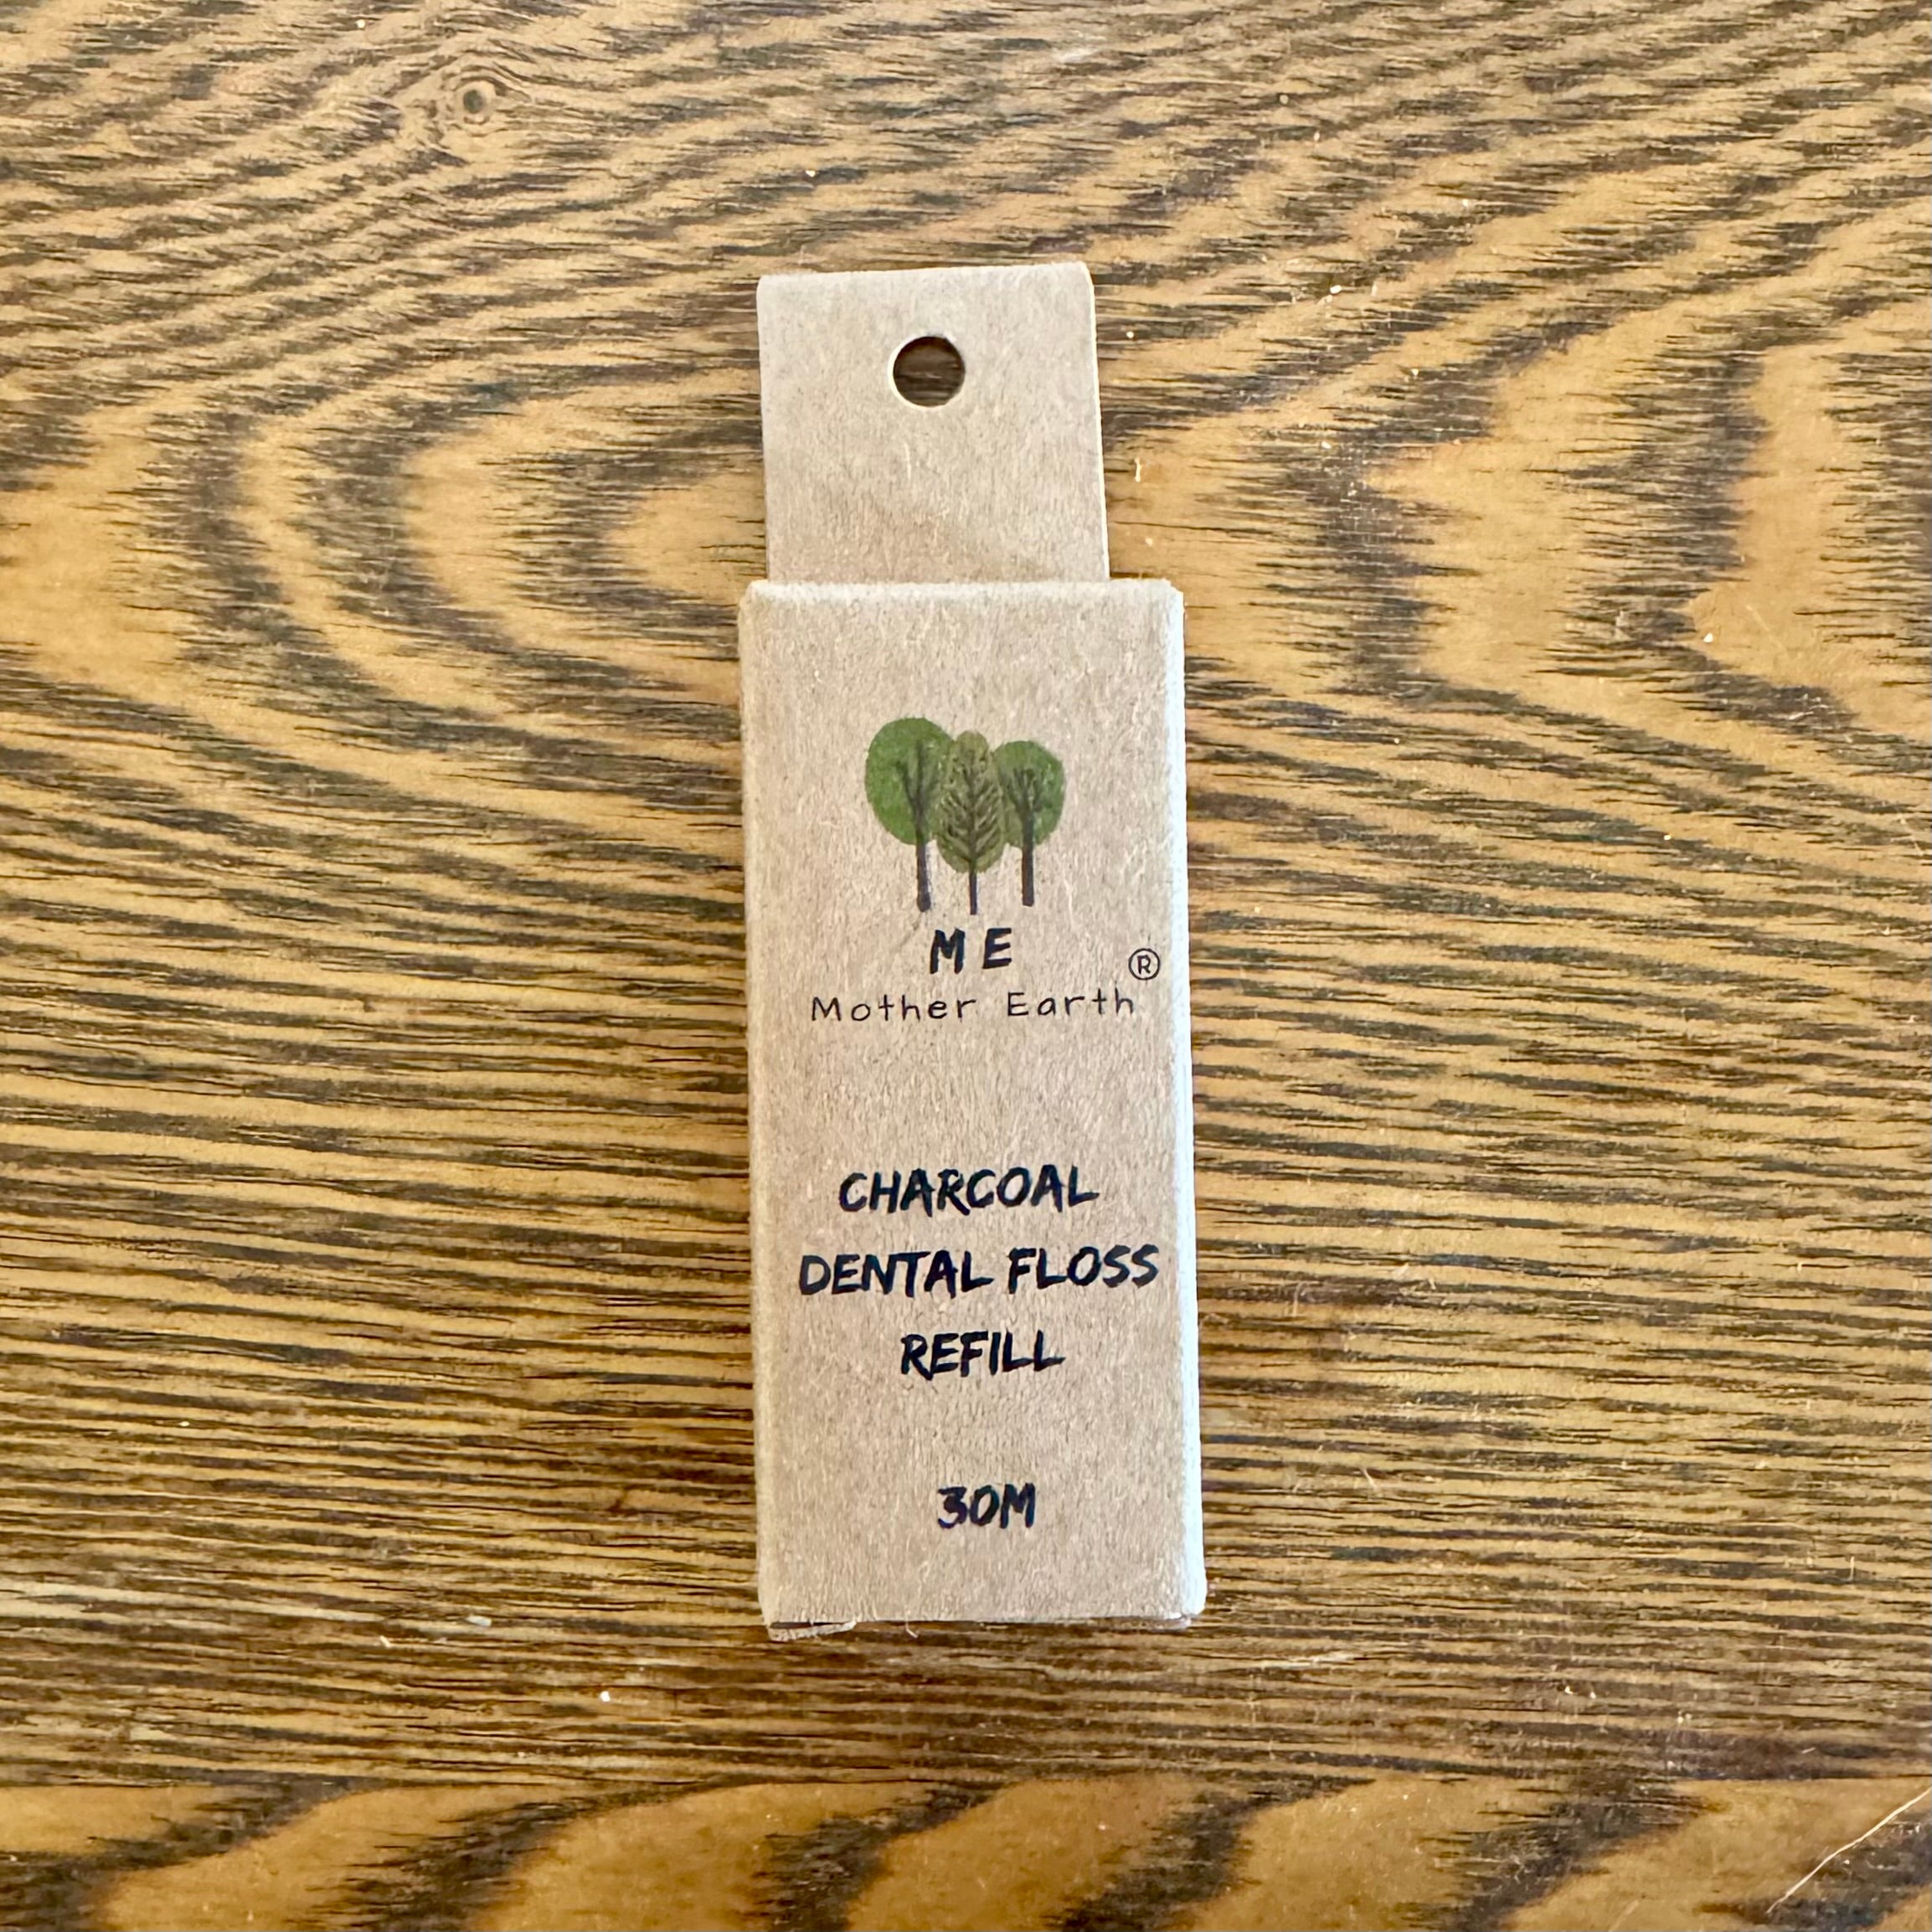 ME
Mother Earth®
CHARCOAL
DENTAL FLOSS
REFILL
30M